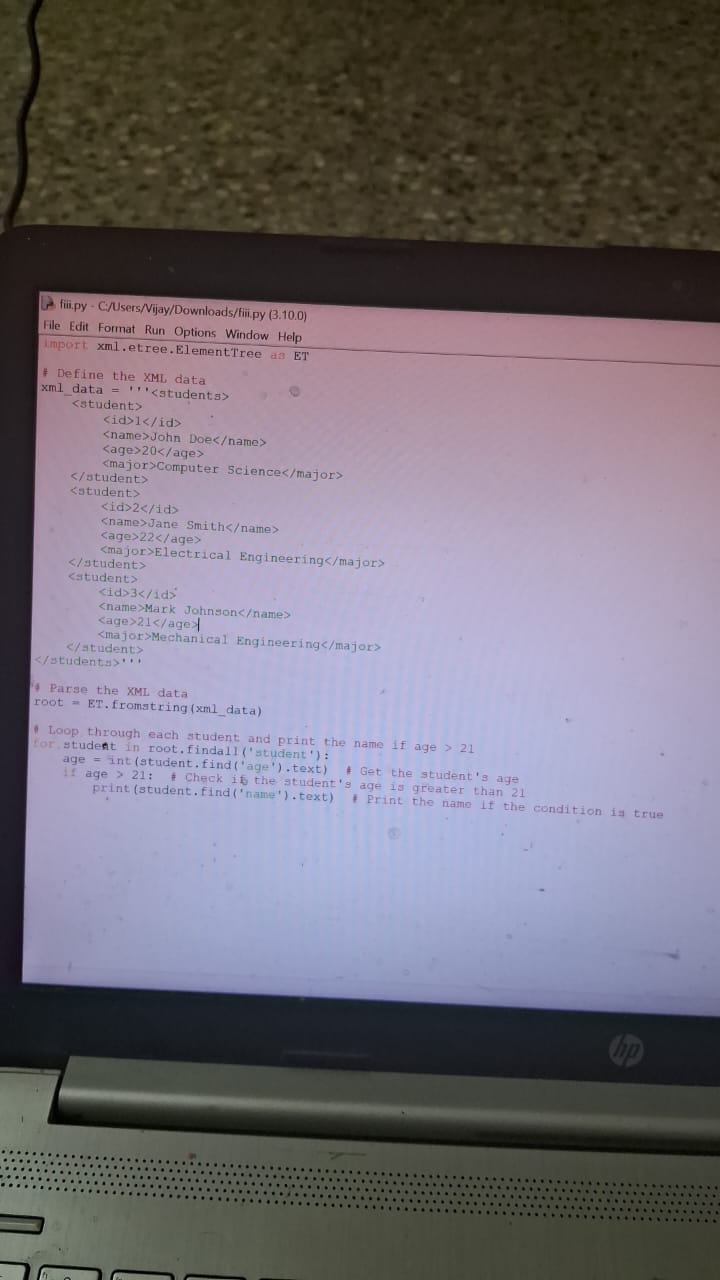 fiii.py - C:/Users/Vijay/Downloads/fiii.py (3.10.0)
File Edit Format Run Options Window Help
import xml.etree.ElementTree as ET
# Define the XML data
xml_data = '''<students>
    <student>
        <id>1</id>
        <name>John Doe</name>
        <age>20</age>
        <major>Computer Science</major>
    </student>
    <student>
        <id>2</id>
        <name>Jane Smith</name>
        <age>22</age>
        <major>Electrical Engineering</major>
    </student>
    <student>
        <id>3</id>
        <name>Mark Johnson</name>
        <age>21</age>
        <major>Mechanical Engineering</major>
    </student>
</students>'''
# Parse the XML data
root = ET.fromstring(xml_data)
# Loop through each student and print the name if age > 21
for student in root.findall('student'):
    age = int(student.find('age').text)  # Get the student's age
    if age > 21:  # Check if the student's age is greater than 21
        print(student.find('name').text)  # Print the name if the condition is true
hp